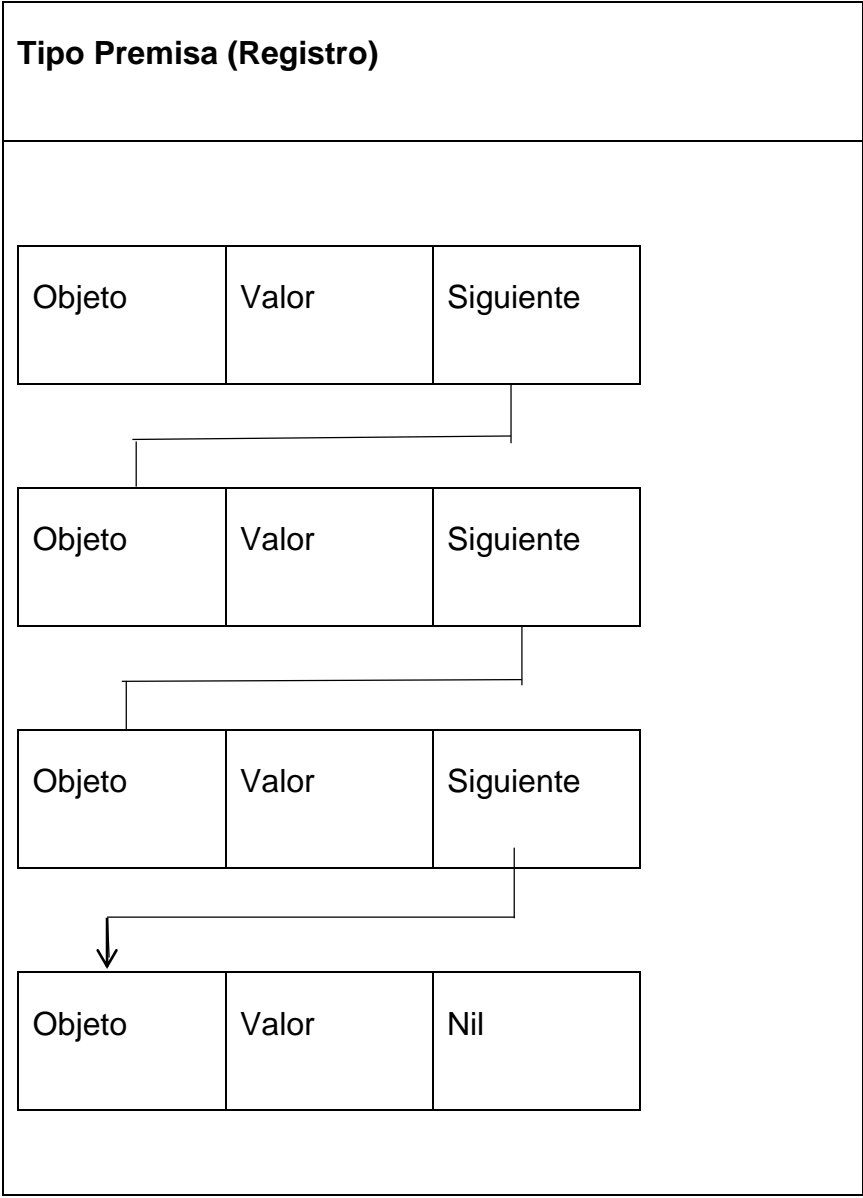 Tipo Premisa (Registro)
Objeto Valor Siguiente
Objeto Valor Siguiente
Objeto Valor Siguiente
Objeto Valor Nil